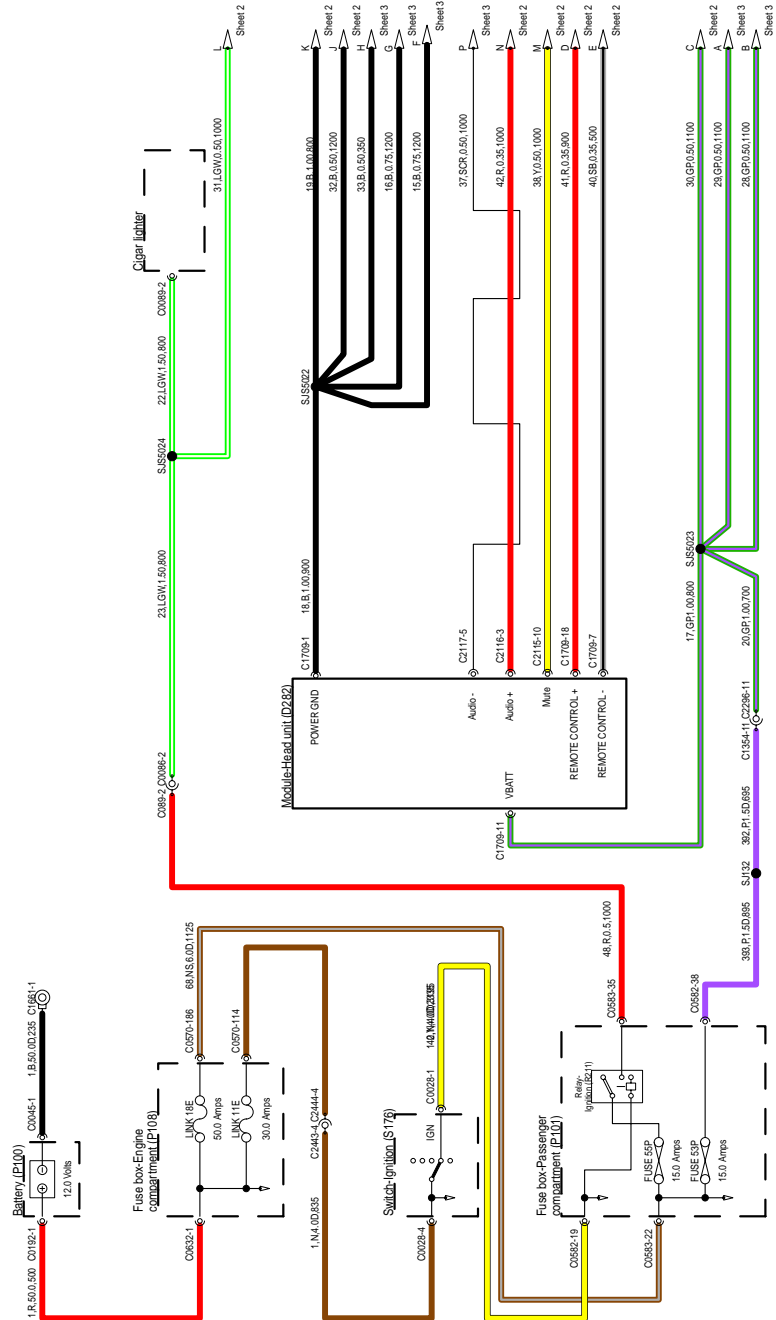 Sheet 2
L
31,LGW,0.50,1000
Cigar lighter
C0089-2
22,LGW,1.50,800
SJS5024
23,LGW,1.50,800
C089-2
C0086-2
Sheet 2
K
19,B,1.00,800
Sheet 2
J
32,B,0.50,1200
Sheet 3
H
33,B,0.50,350
Sheet 2
G
16,B,0.75,1200
Sheet 3
F
15,B,0.75,1200
SJS5022
18,B,1.00,900
C1709-1
Sheet 3
P
37,SCR,0.50,1000
C2117-5
Sheet 2
N
42,R,0.35,1000
C2116-3
Sheet 2
M
38,Y,0.50,1000
C2115-10
Sheet 2
D
41,R,0.35,900
C1709-18
Sheet 2
E
40,SB,0.35,500
C1709-7
Module-Head unit (D282)
POWER GND
Audio -
Audio +
Mute
REMOTE CONTROL +
REMOTE CONTROL -
VBATT
C1709-11
Sheet 2
C
30,GP,0.50,1100
Sheet 3
A
29,GP,0.50,1100
Sheet 3
B
28,GP,0.50,1100
SJS5023
17,GP,1.00,800
20,GP,1.00,700
C2296-11
C1354-11
392,P,1.5D,695
SJ132
393,P,1.5D,895
C0582-38
48,R,0.5,1000
C0583-35
Battery (P100)
12.0 Volts
C0192-1
C0045-1
1,B,50.0D,235
C1661-1
1,R,50.0,500
Fuse box-Engine
compartment (P108)
C0632-1
LINK 18E
50.0 Amps
LINK 11E
30.0 Amps
C0570-186
C0570-114
68,NS,6.0D,1125
C2443-4
C2444-4
1,N,4.0D,835
Switch-Ignition (S176)
IGN
C0028-4
C0028-1
Fuse box-Passenger
compartment (P101)
Relay-
Ignition (R211)
FUSE 55P
15.0 Amps
FUSE 53P
15.0 Amps
C0582-19
C0583-22